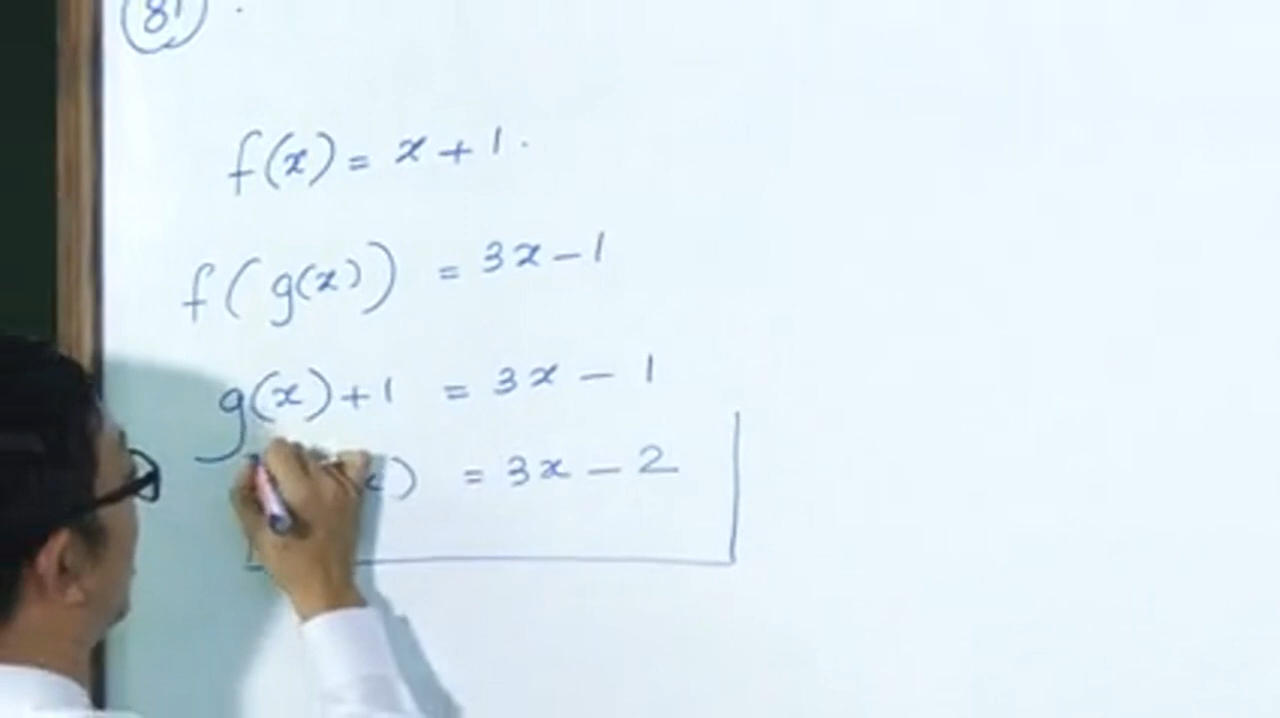 81.
f(x) = x + 1.
f(g(x)) = 3x - 1
g(x) + 1 = 3x - 1
) = 3x - 2